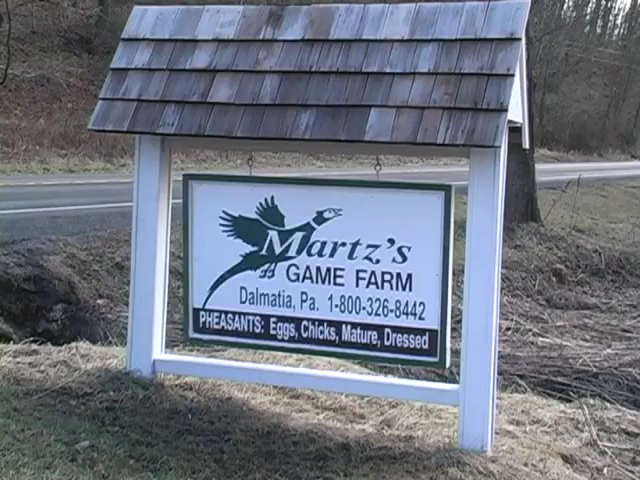 Martz's
GAME FARM
Dalmatia, Pa. 1-800-326-8442
PHEASANTS: Eggs, Chicks, Mature, Dressed